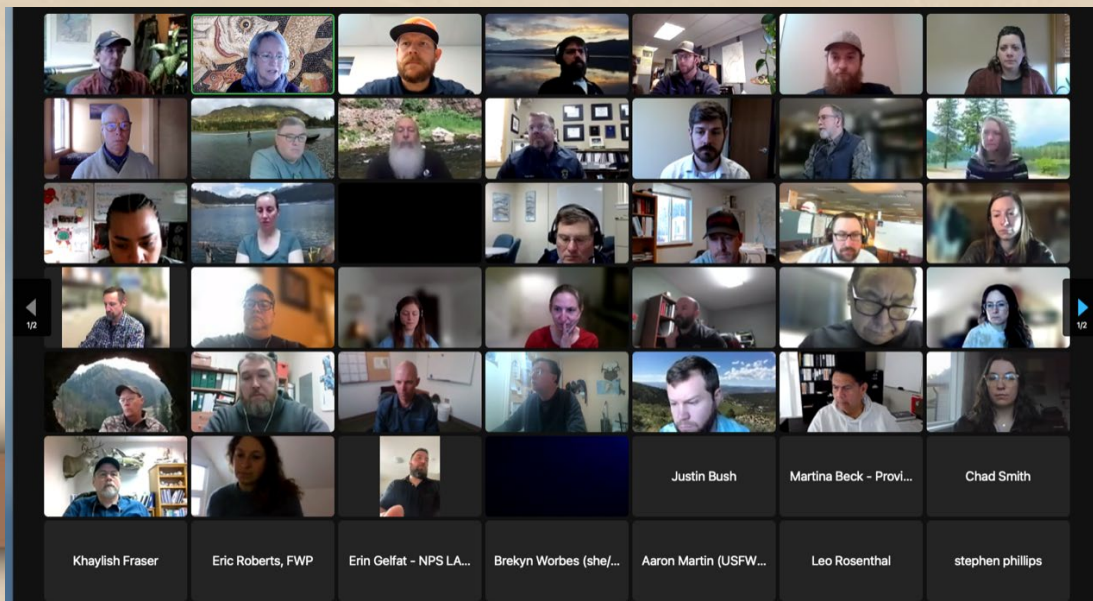 1/2
1/2
Justin Bush
Martina Beck - Provi...
Chad Smith
Khaylish Fraser
Eric Roberts, FWP
Erin Gelfat - NPS LA...
Brekyn Worbes (she/...
Aaron Martin (USFW...
Leo Rosenthal
stephen phillips